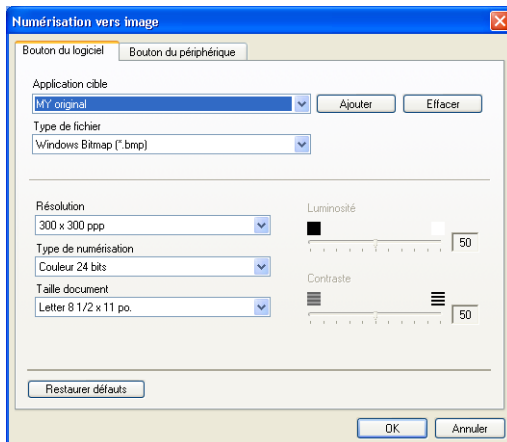 Numérisation vers image
Bouton du logiciel Bouton du périphérique
Application cible
MY original Ajouter Effacer
Type de fichier
Windows Bitmap (*.bmp)
Résolution Luminosité
300 x 300 ppp 50
Type de numérisation
Couleur 24 bits
Taille document Contraste
Letter 8 1/2 x 11 po. 50
Restaurer défauts
OK Annuler